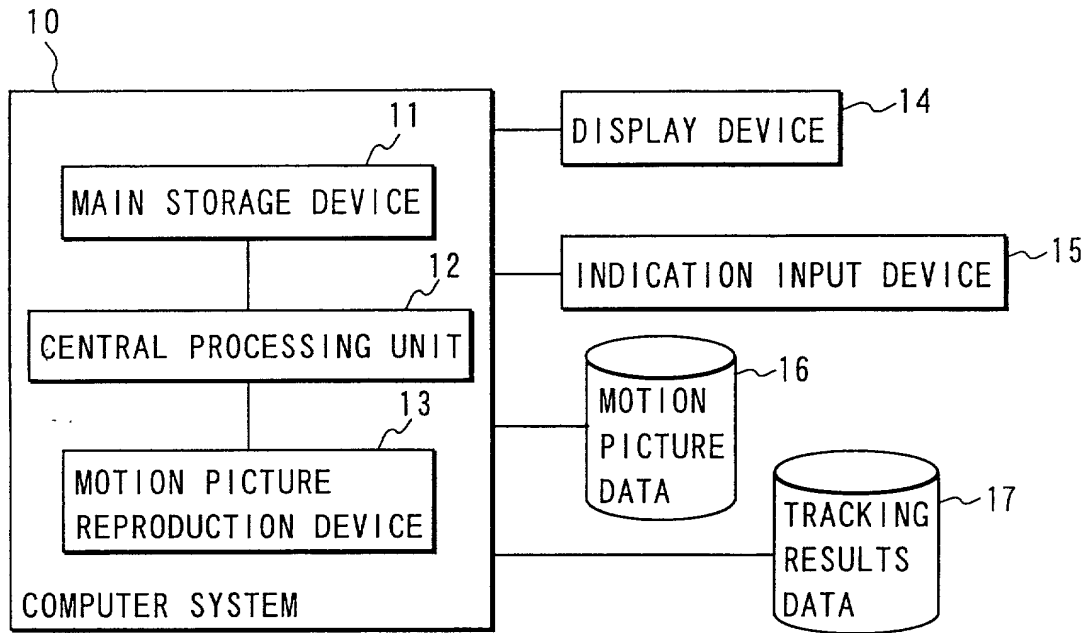 10
11
MAIN STORAGE DEVICE
12
CENTRAL PROCESSING UNIT
13
MOTION PICTURE
REPRODUCTION DEVICE
COMPUTER SYSTEM
DISPLAY DEVICE
14
INDICATION INPUT DEVICE
15
MOTION
PICTURE
DATA
16
TRACKING
RESULTS
DATA
17